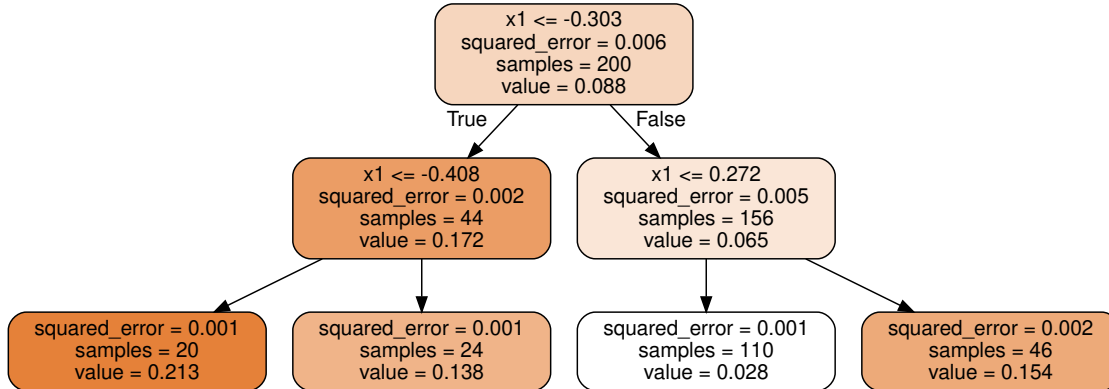 x1 <= -0.303
squared_error = 0.006
samples = 200
value = 0.088
True
False
x1 <= -0.408
squared_error = 0.002
samples = 44
value = 0.172
x1 <= 0.272
squared_error = 0.005
samples = 156
value = 0.065
squared_error = 0.001
samples = 20
value = 0.213
squared_error = 0.001
samples = 24
value = 0.138
squared_error = 0.001
samples = 110
value = 0.028
squared_error = 0.002
samples = 46
value = 0.154